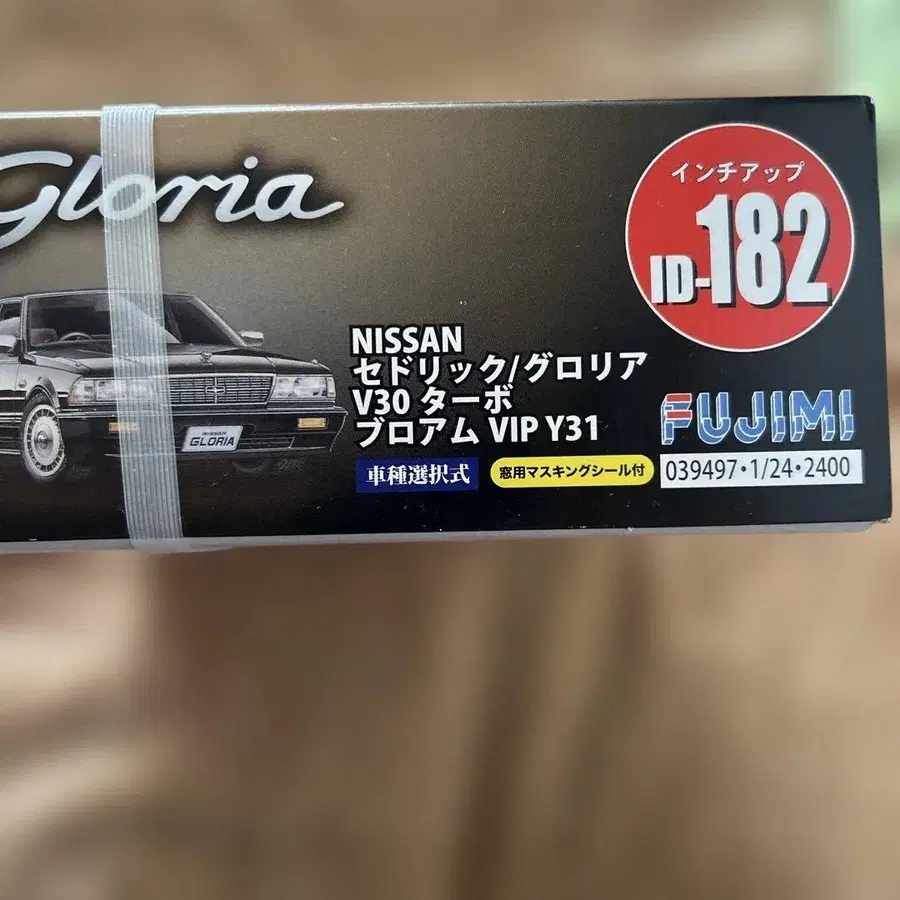 Gloria
インチアップ
ID-182
NISSAN
セドリック/グロリア
V30 ターボ
ブロアム VIP Y31
車種選択式
窓用マスキングシール付
FUJIMI
039497・1/24・2400
NISSAN
GLORIA